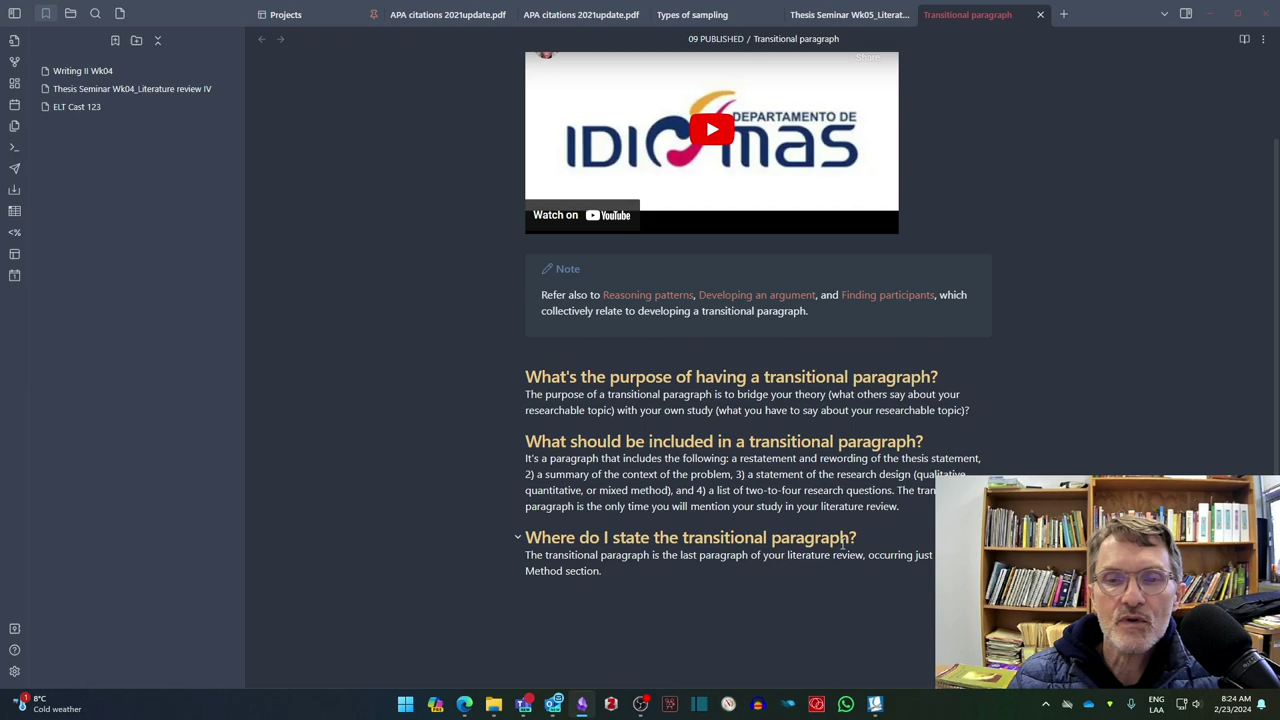 Projects
APA citations 2021update.pdf
APA citations 2021update.pdf
Types of sampling
Thesis Seminar Wk05_Literat...
Transitional paragraph
09 PUBLISHED / Transitional paragraph
Writing II Wk04
Thesis Seminar Wk04_Literature review IV
ELT Cast 123
Share
DEPARTAMENTO DE
IDIOMAS
Watch on YouTube
Note
Refer also to Reasoning patterns, Developing an argument, and Finding participants, which
collectively relate to developing a transitional paragraph.
What's the purpose of having a transitional paragraph?
The purpose of a transitional paragraph is to bridge your theory (what others say about your
researchable topic) with your own study (what you have to say about your researchable topic)?
What should be included in a transitional paragraph?
It's a paragraph that includes the following: a restatement and rewording of the thesis statement,
2) a summary of the context of the problem, 3) a statement of the research design (qualitative,
quantitative, or mixed method), and 4) a list of two-to-four research questions. The tran
paragraph is the only time you will mention your study in your literature review.
Where do I state the transitional paragraph?
The transitional paragraph is the last paragraph of your literature review, occurring just
Method section.
1
8°C
Cold weather
ENG
LAA
8:24 AM
2/23/2024